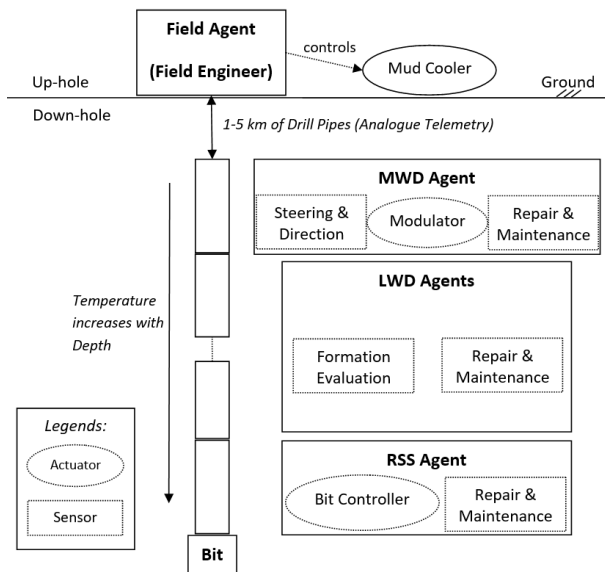 Field Agent
(Field Engineer)
controls
Mud Cooler
Up-hole
Ground
Down-hole
1-5 km of Drill Pipes (Analogue Telemetry)
MWD Agent
Steering &
Direction
Modulator
Repair &
Maintenance
LWD Agents
Temperature
increases with
Depth
Formation
Evaluation
Repair &
Maintenance
Legends:
Actuator
Sensor
RSS Agent
Bit Controller
Repair &
Maintenance
Bit